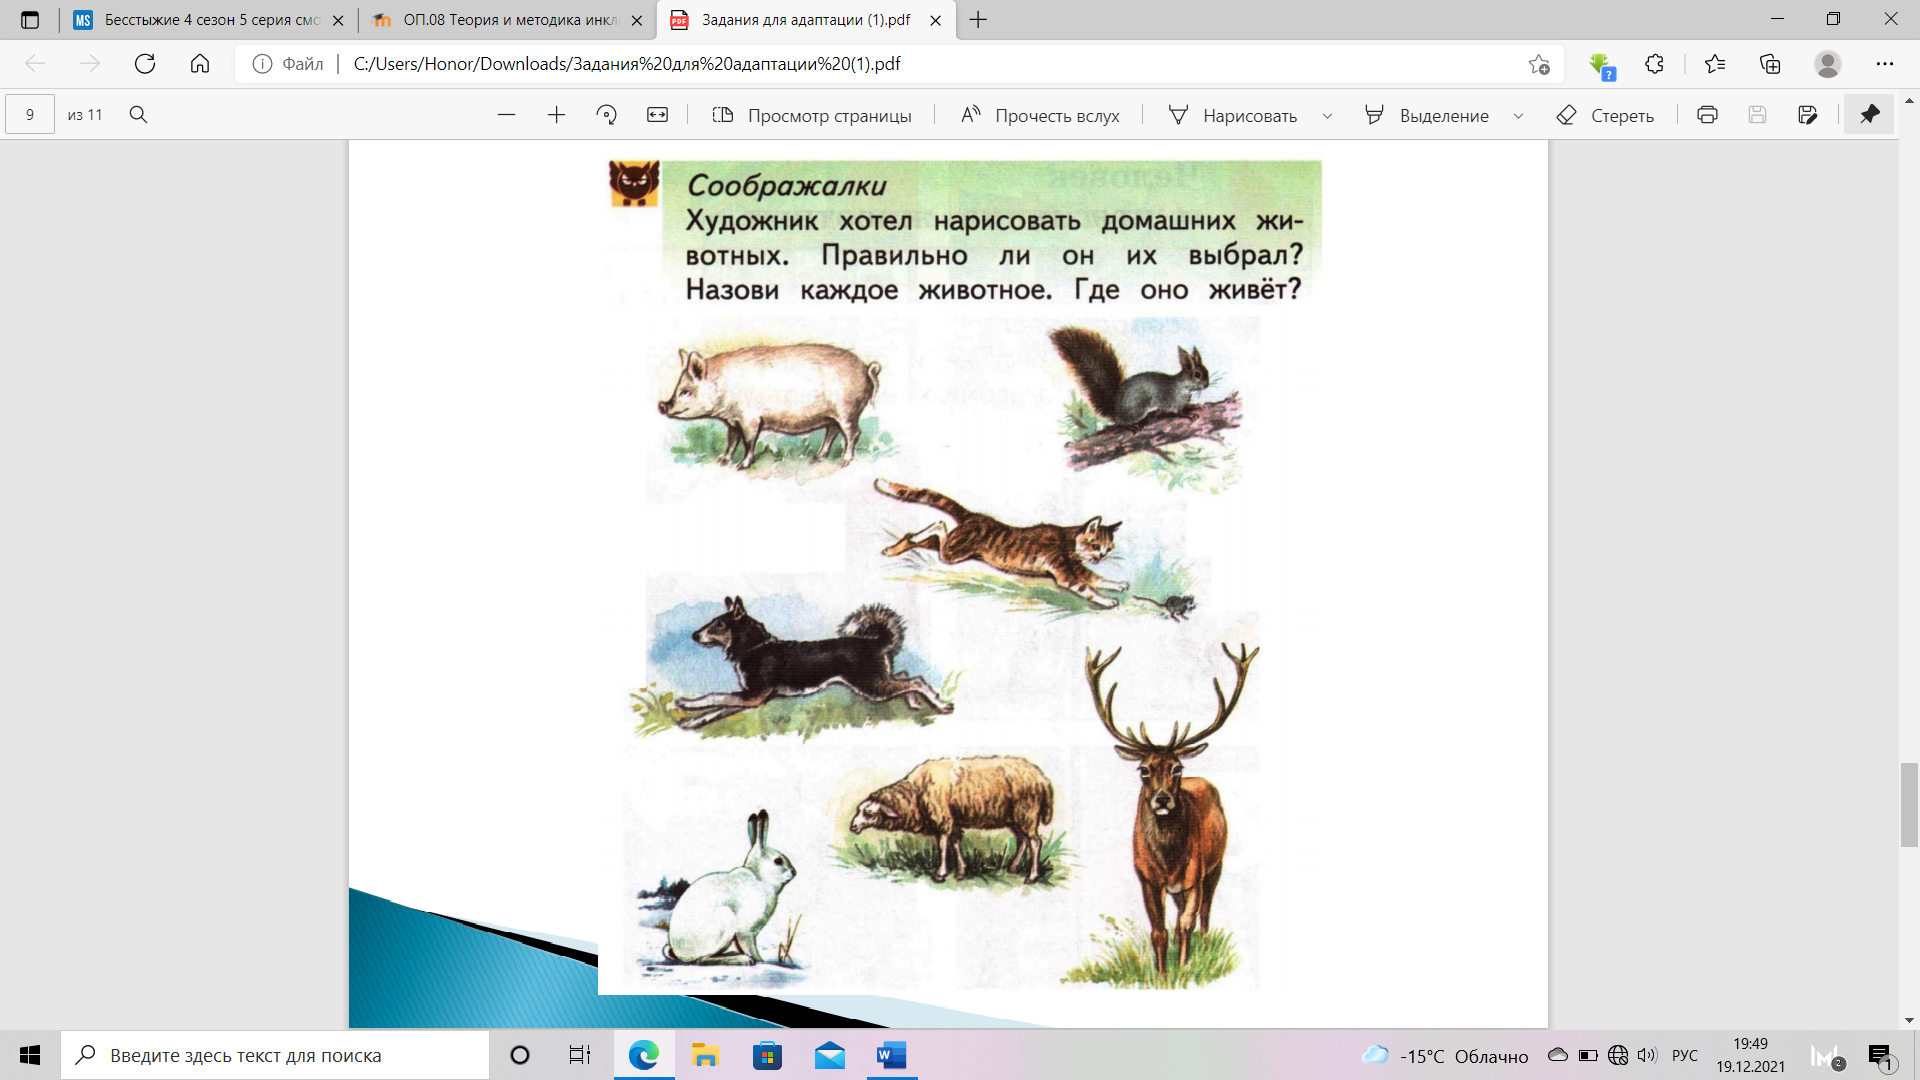 Бесстыжие 4 сезон 5 серия смо
ОП.08 Теория и методика инкл
Задания для адаптации (1).pdf
Файл
C:/Users/Honor/Downloads/Задания%20для%20адаптации%20(1).pdf
9 из 11
Просмотр страницы
Прочесть вслух
Нарисовать
Выделение
Стереть
Соображалки
Художник хотел нарисовать домашних жи-
вотных. Правильно ли он их выбрал?
Назови каждое животное. Где оно живёт?
Введите здесь текст для поиска
-15°C Облачно
РУС
19:49
19.12.2021